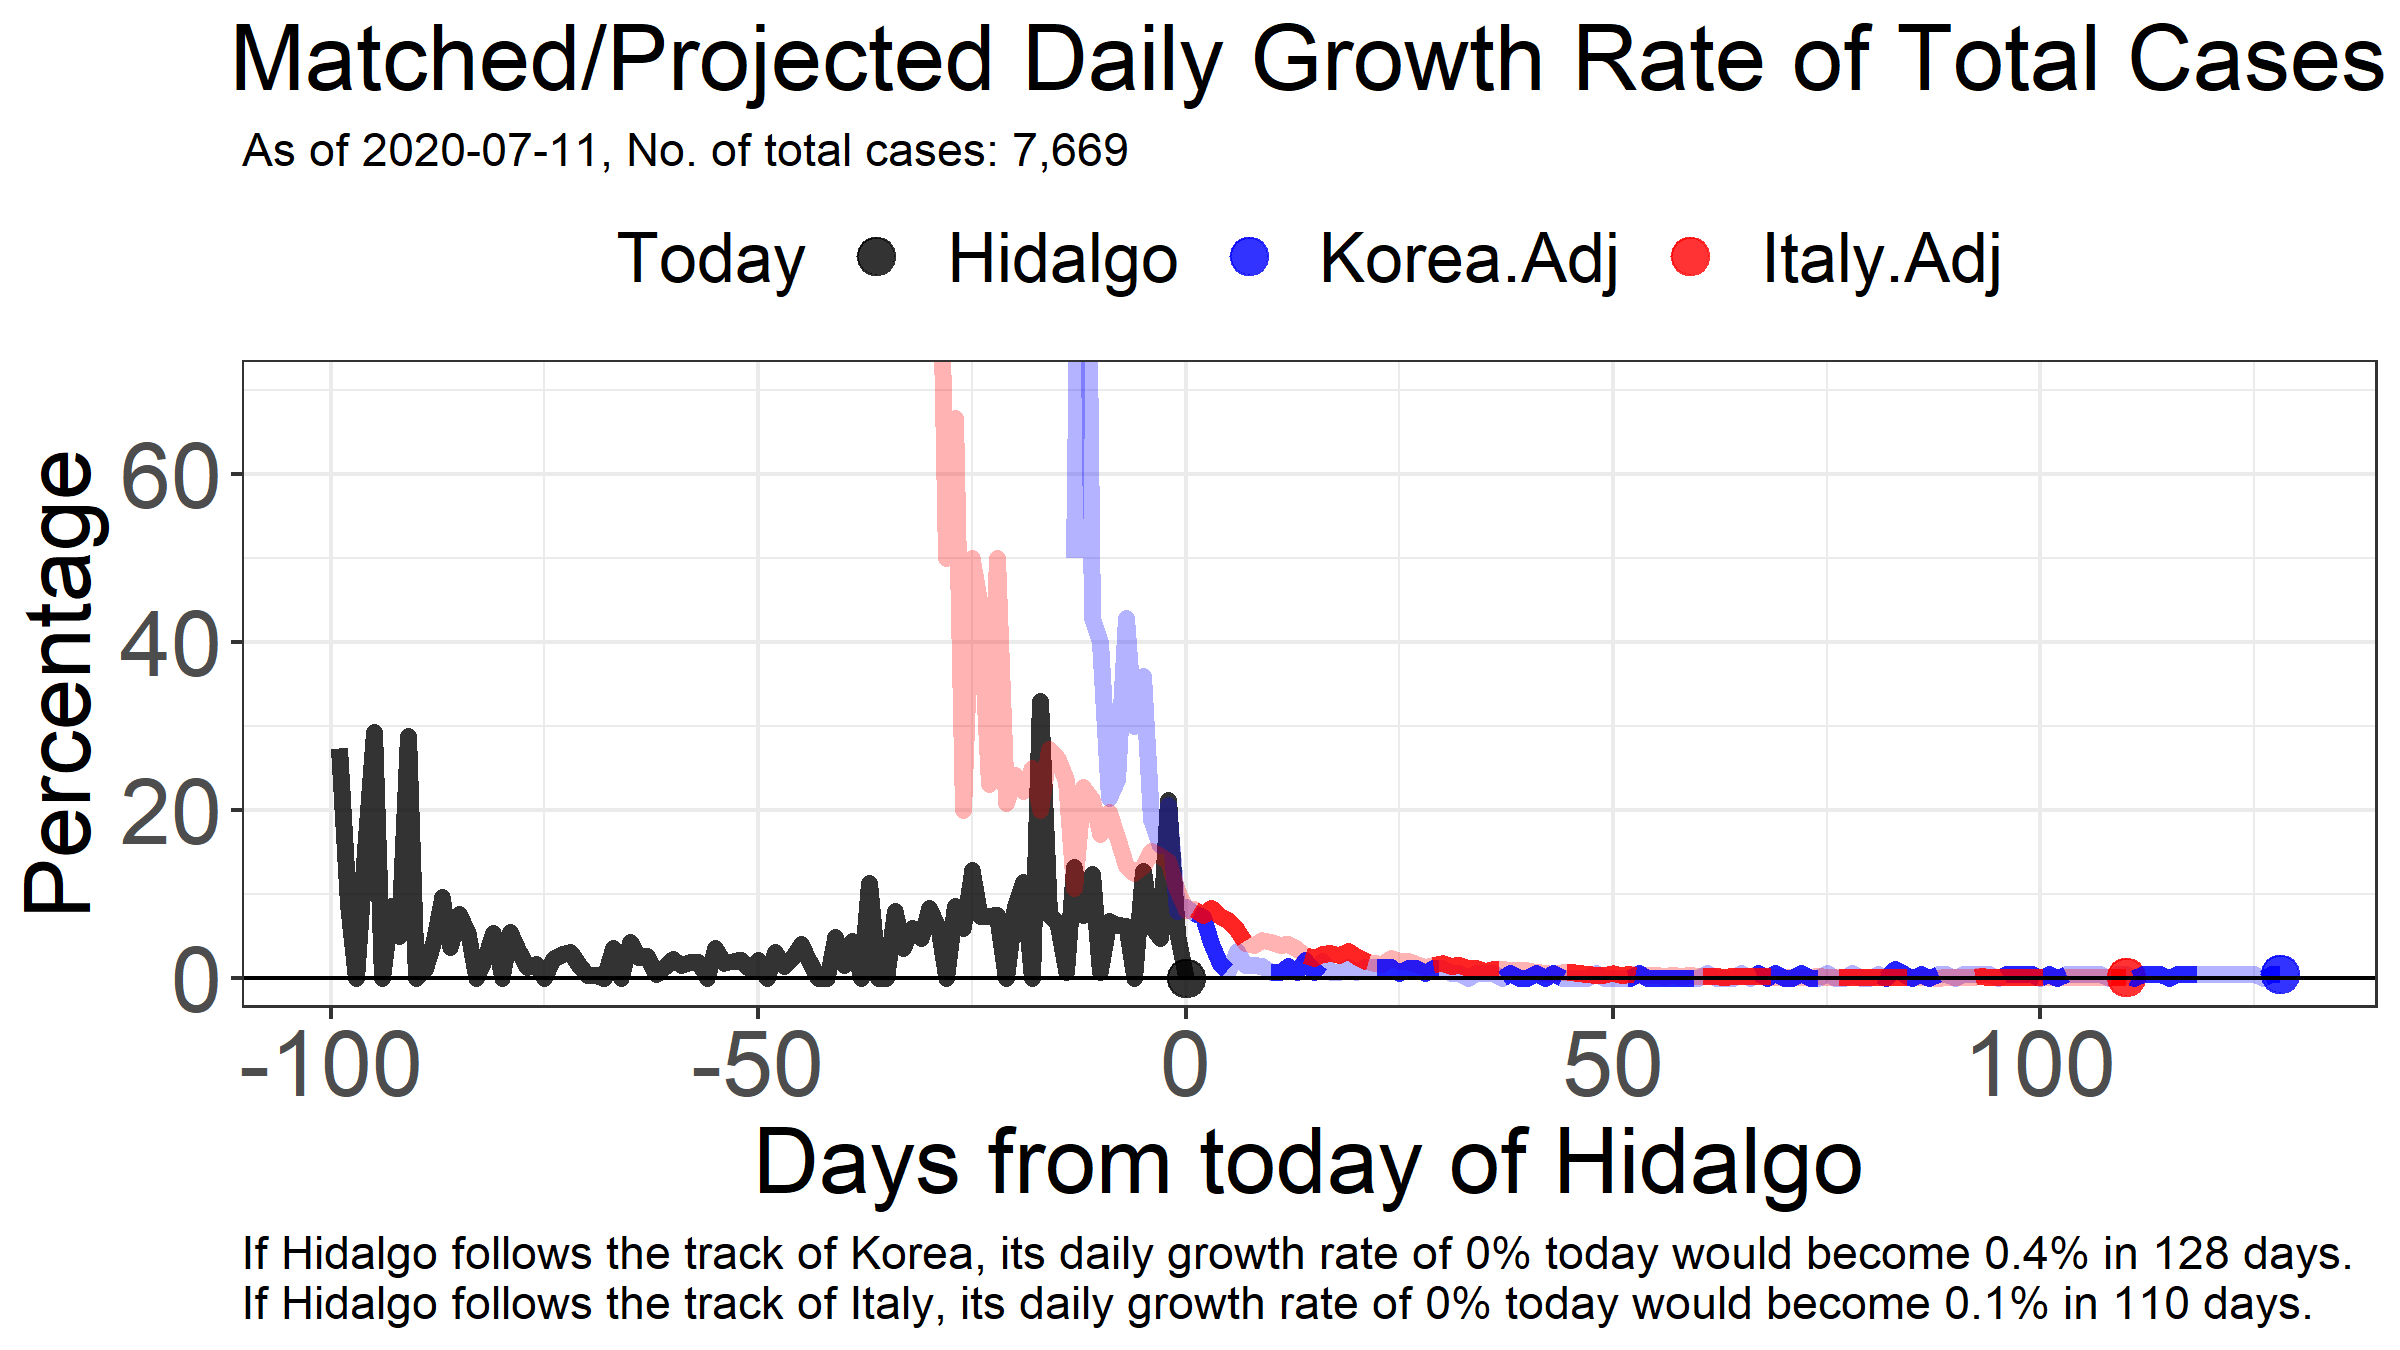 Matched/Projected Daily Growth Rate of Total Cases
As of 2020-07-11, No. of total cases: 7,669
Today Hidalgo Korea.Adj Italy.Adj
Percentage
60
40
20
0
-100 -50 0 50 100
Days from today of Hidalgo
If Hidalgo follows the track of Korea, its daily growth rate of 0% today would become 0.4% in 128 days.
If Hidalgo follows the track of Italy, its daily growth rate of 0% today would become 0.1% in 110 days.